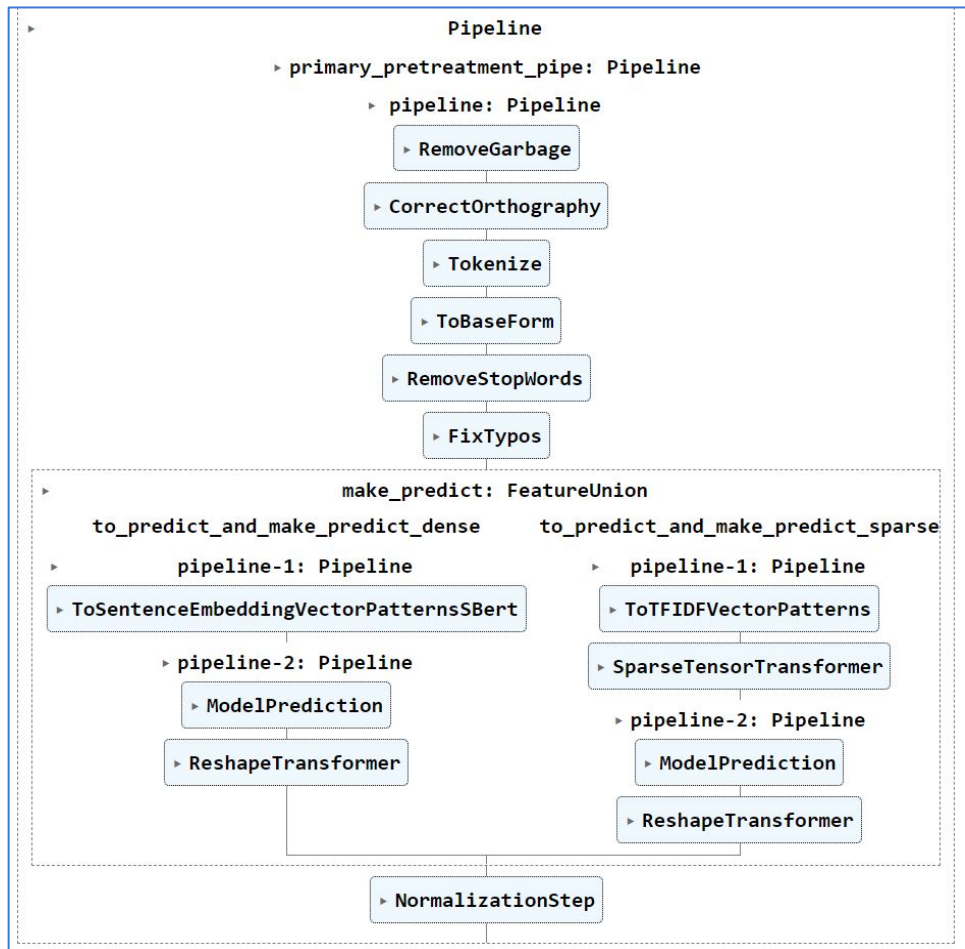 Pipeline
primary_pretreatment_pipe: Pipeline
pipeline: Pipeline
RemoveGarbage
CorrectOrthography
Tokenize
ToBaseForm
RemoveStopWords
FixTypos
make_predict: FeatureUnion
to_predict_and_make_predict_dense
pipeline-1: Pipeline
ToSentenceEmbeddingVectorPatternsSBert
pipeline-2: Pipeline
ModelPrediction
ReshapeTransformer
to_predict_and_make_predict_sparse
pipeline-1: Pipeline
ToTFIDFVectorPatterns
SparseTensorTransformer
pipeline-2: Pipeline
ModelPrediction
ReshapeTransformer
NormalizationStep